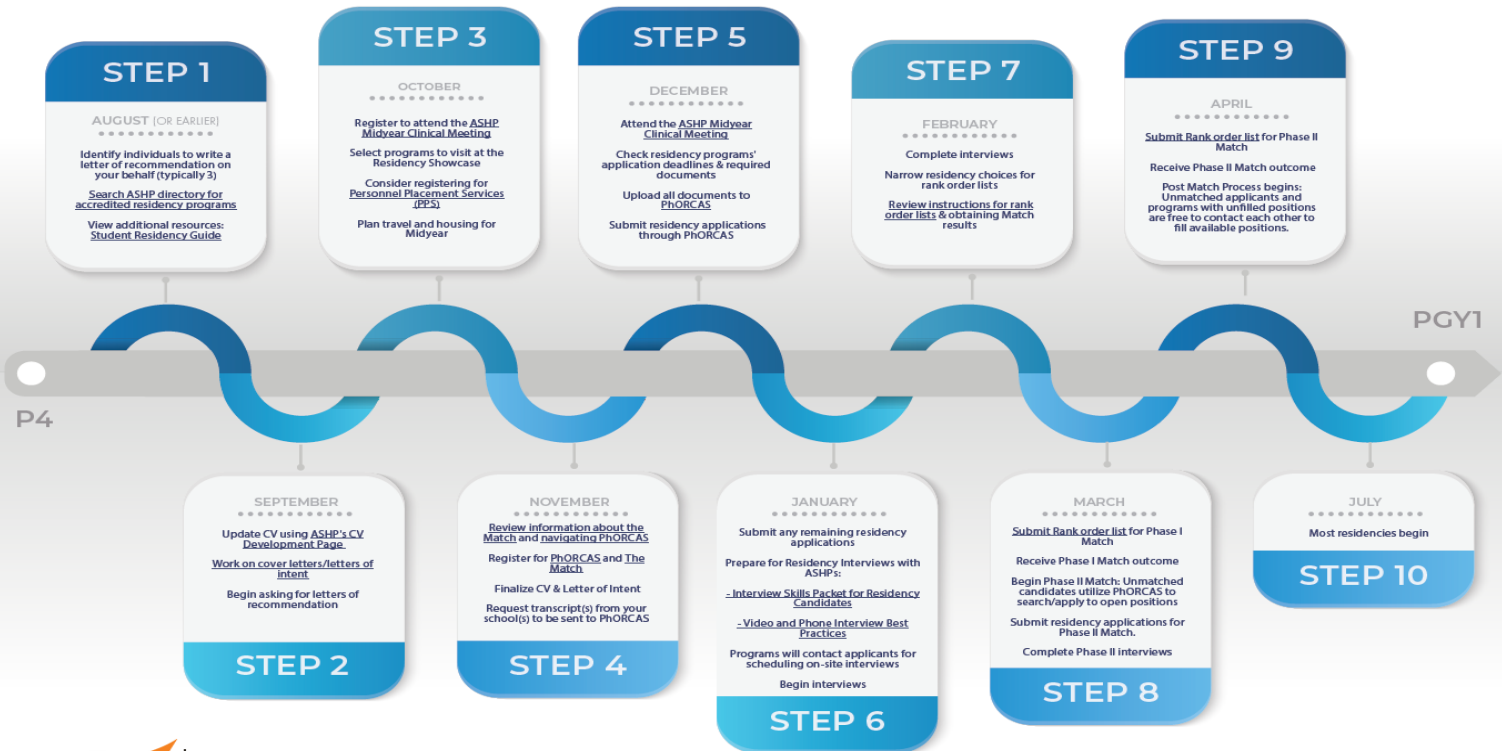 STEP 1
AUGUST (OR EARLIER)
Identify individuals to write a
letter of recommendation on
your behalf (typically 3)
Search ASHP directory for
accredited residency programs
View additional resources:
Student Residency Guide
STEP 3
OCTOBER
Register to attend the ASHP
Midyear Clinical Meeting
Select programs to visit at the
Residency Showcase
Consider registering for
Personnel Placement Services
(PPS)
Plan travel and housing for
Midyear
STEP 5
DECEMBER
Attend the ASHP Midyear
Clinical Meeting
Check residency programs'
application deadlines & required
documents
Upload all documents to
PhORCAS
Submit residency applications
through PhORCAS
STEP 7
FEBRUARY
Complete interviews
Narrow residency choices for
rank order lists
Review instructions for rank
order lists & obtaining Match
results
STEP 9
APRIL
Submit Rank order list for Phase II
Match
Receive Phase II Match outcome
Post Match Process begins:
Unmatched applicants and
programs with unfilled positions
are free to contact each other to
fill available positions.
PGY1
P4
SEPTEMBER
Update CV using ASHP's CV
Development Page
Work on cover letters/letters of
intent
Begin asking for letters of
recommendation
STEP 2
NOVEMBER
Review information about the
Match and navigating PhORCAS
Register for PhORCAS and The
Match
Finalize CV & Letter of Intent
Request transcript(s) from your
school(s) to be sent to PhORCAS
STEP 4
JANUARY
Submit any remaining residency
applications
Prepare for Residency Interviews with
ASHPs:
- Interview Skills Packet for Residency
Candidates
- Video and Phone Interview Best
Practices
Programs will contact applicants for
scheduling on-site interviews
Begin interviews
STEP 6
MARCH
Submit Rank order list for Phase I
Match
Receive Phase I Match outcome
Begin Phase II Match: Unmatched
candidates utilize PhORCAS to
search/apply to open positions
Submit residency applications for
Phase II Match.
Complete Phase II interviews
STEP 8
JULY
Most residencies begin
STEP 10